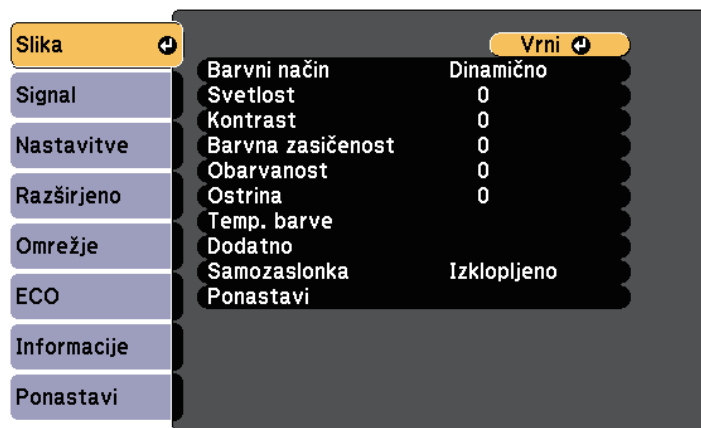 Slika
Signal
Nastavitve
Razširjeno
Omrežje
ECO
Informacije
Ponastavi
Vrni
Barvni način Dinamično
Svetlost 0
Kontrast 0
Barvna zasičenost 0
Obarvanost 0
Ostrina 0
Temp. barve
Dodatno
Samozaslonka Izklopljeno
Ponastavi